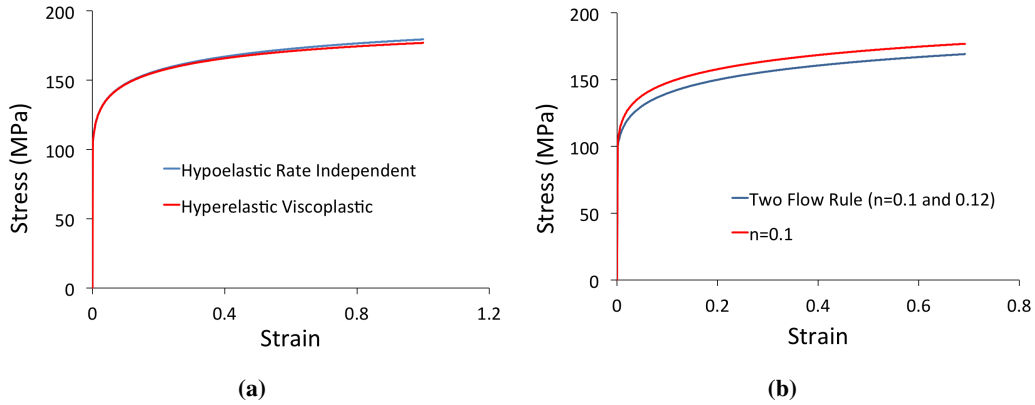 200
150
100
50
0
Stress (MPa)
Hypoelastic Rate Independent
Hyperelastic Viscoplastic
0 0.4 0.8 1.2
Strain
(a)
200
150
100
50
0
Stress (MPa)
Two Flow Rule (n=0.1 and 0.12)
n=0.1
0 0.2 0.4 0.6 0.8
Strain
(b)